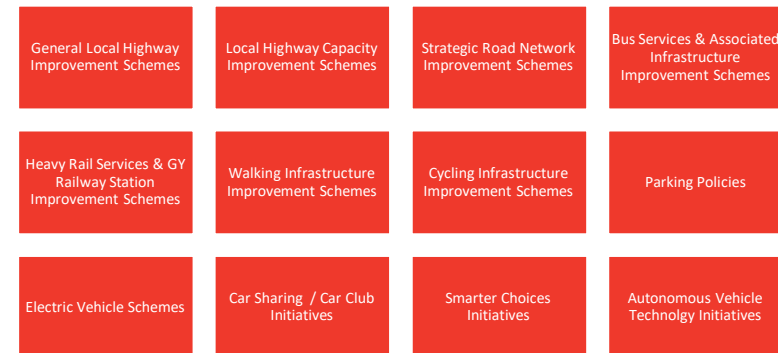 General Local Highway
Improvement Schemes
Local Highway Capacity
Improvement Schemes
Strategic Road Network
Improvement Schemes
Bus Services & Associated
Infrastructure
Improvement Schemes
Heavy Rail Services & GY
Railway Station
Improvement Schemes
Walking Infrastructure
Improvement Schemes
Cycling Infrastructure
Improvement Schemes
Parking Policies
Electric Vehicle Schemes
Car Sharing / Car Club
Initiatives
Smarter Choices
Initiatives
Autonomous Vehicle
Technolgy Initiatives